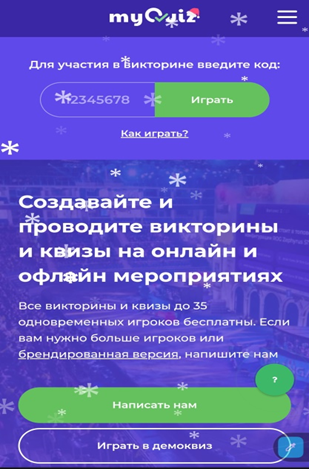 myQuiz
Для участия в викторине введите код:
12345678
Играть
Как играть?
Создавайте и
проводите викторины
и квизы на онлайн и
офлайн мероприятиях
Все викторины и квизы до 35
одновременных игроков бесплатны. Если
вам нужно больше игроков или
брендированная версия, напишите нам
?
Написать нам
Играть в демоквиз